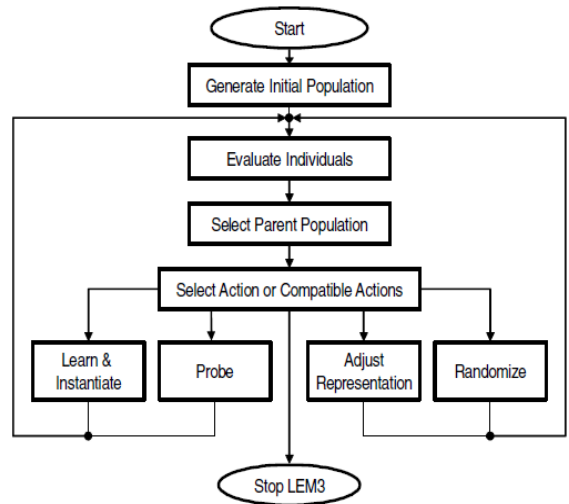 Start
Generate Initial Population
Evaluate Individuals
Select Parent Population
Select Action or Compatible Actions
Learn &
Instantiate
Probe
Adjust
Representation
Randomize
Stop LEM3